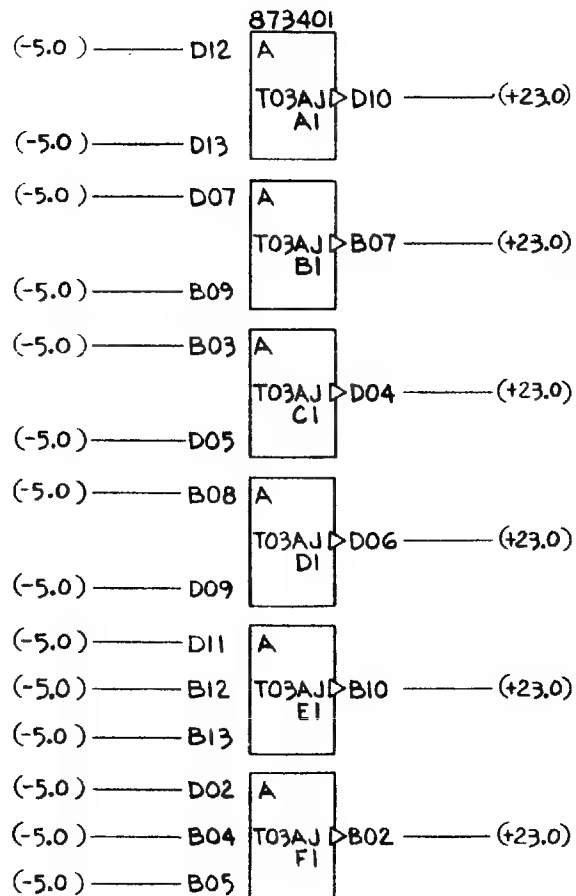 873401
(-5.0) D12 A
T03AJ D10 (+23.0)
A1
(-5.0) D13
(-5.0) D07 A
T03AJ B07 (+23.0)
B1
(-5.0) B09
(-5.0) B03 A
T03AJ D04 (+23.0)
C1
(-5.0) D05
(-5.0) B08 A
T03AJ D06 (+23.0)
D1
(-5.0) D09
(-5.0) D11 A
(-5.0) B12 T03AJ B10 (+23.0)
E1
(-5.0) B13
(-5.0) D02 A
(-5.0) B04 T03AJ B02 (+23.0)
F1
(-5.0) B05